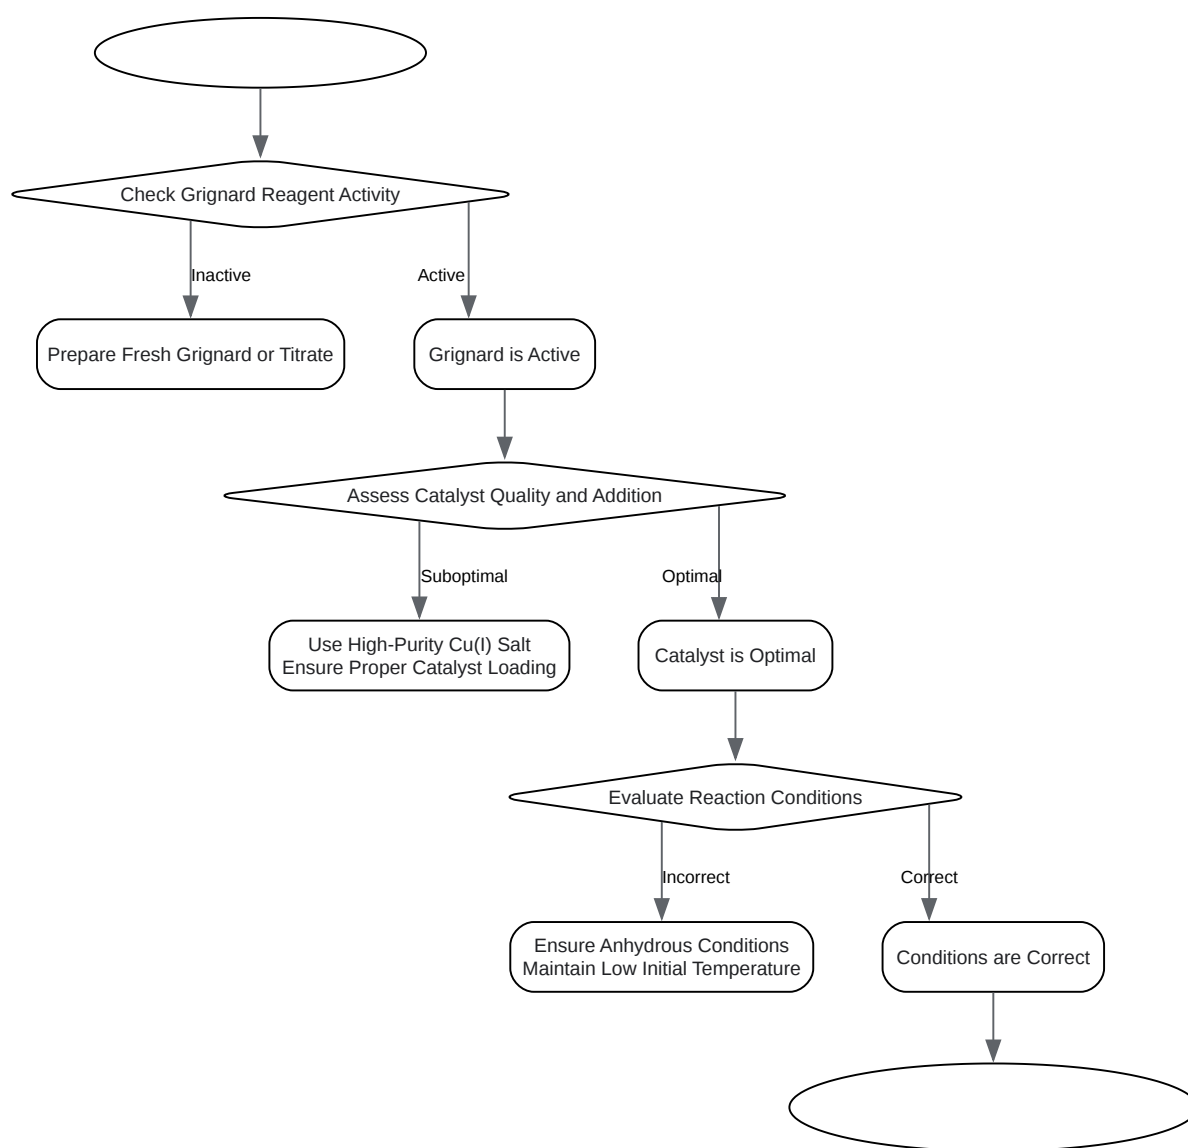 Check Grignard Reagent Activity
Inactive
Active
Prepare Fresh Grignard or Titrate
Grignard is Active
Assess Catalyst Quality and Addition
Suboptimal
Optimal
Use High-Purity Cu(I) Salt
Ensure Proper Catalyst Loading
Catalyst is Optimal
Evaluate Reaction Conditions
Incorrect
Correct
Ensure Anhydrous Conditions
Maintain Low Initial Temperature
Conditions are Correct